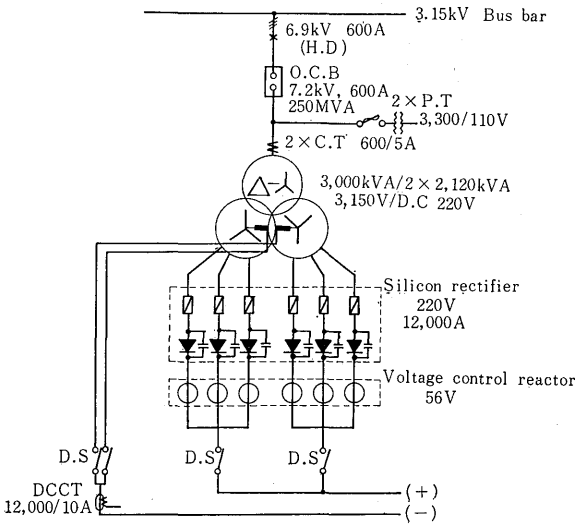 3.15kV Bus bar
6.9kV 600A
(H.D)
O.C.B
7.2kV, 600A
250MVA
2×P.T
3,300/110V
2×C.T 600/5A
3,000kVA/2×2,120kVA
3,150V/D.C 220V
Silicon rectifier
220V
12,000A
Voltage control reactor
56V
D.S
D.S
D.S
DCCT
12,000/10A
(+)
(−)